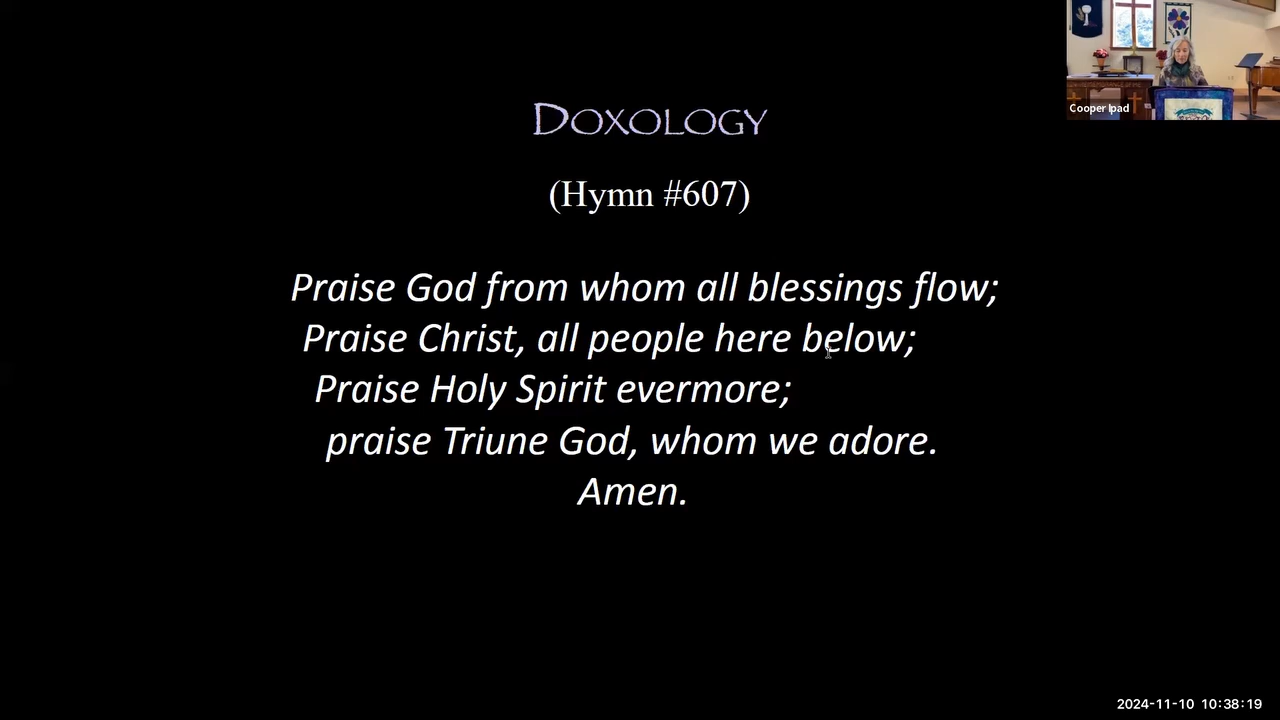 Cooper Ipad
Doxology
(Hymn #607)
Praise God from whom all blessings flow;
Praise Christ, all people here below;
Praise Holy Spirit evermore;
praise Triune God, whom we adore.
Amen.
2024-11-10 10:38:19